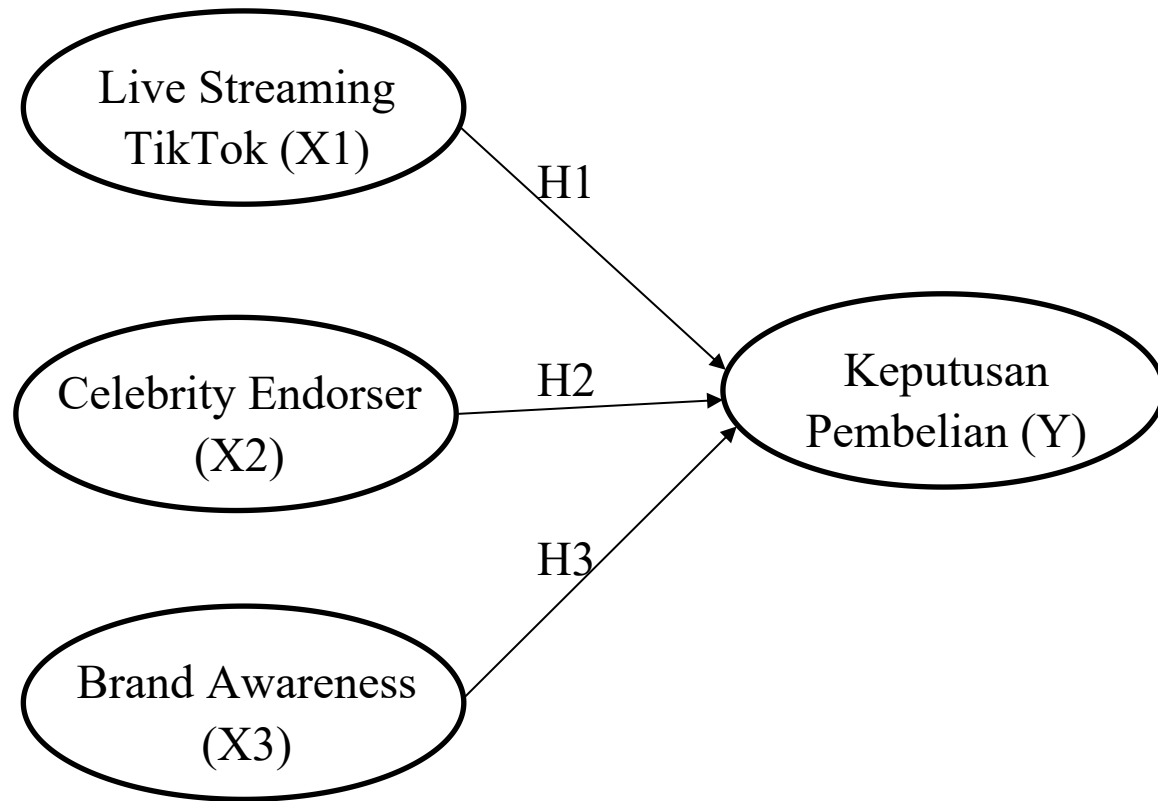 Live Streaming
TikTok (X1)
H1
Celebrity Endorser
(X2)
H2
Keputusan
Pembelian (Y)
H3
Brand Awareness
(X3)